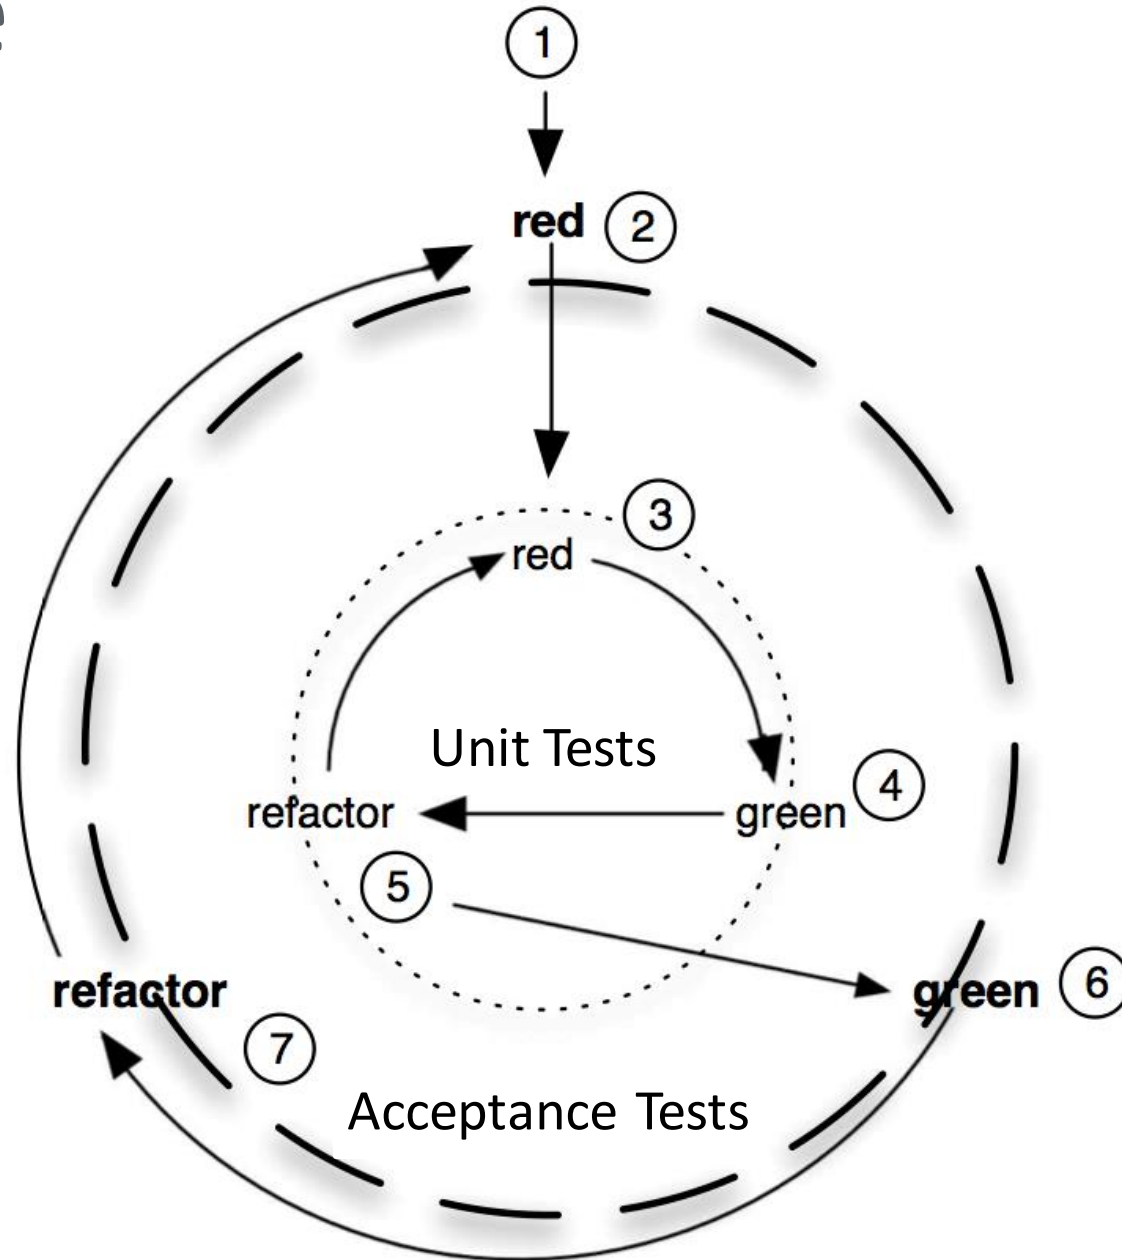 1
red 2
3
red
Unit Tests
refactor
green 4
5
refactor
green 6
7
Acceptance Tests